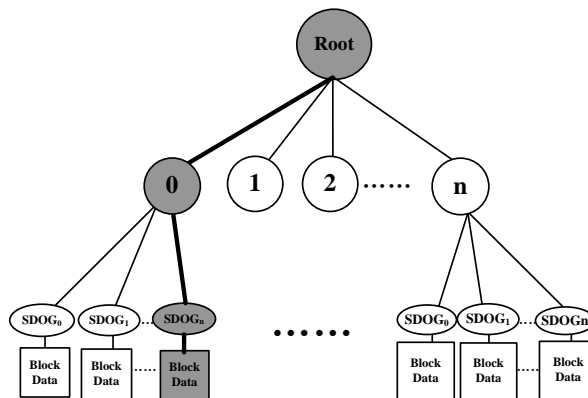 Root
0 1 2 ...... n
SDOG₀ SDOG₁ ...... SDOGₙ ...... SDOG₀ SDOG₁ ...... SDOGn
Block Block Block Block Block Block
Data Data ...... Data Data Data ...... Data